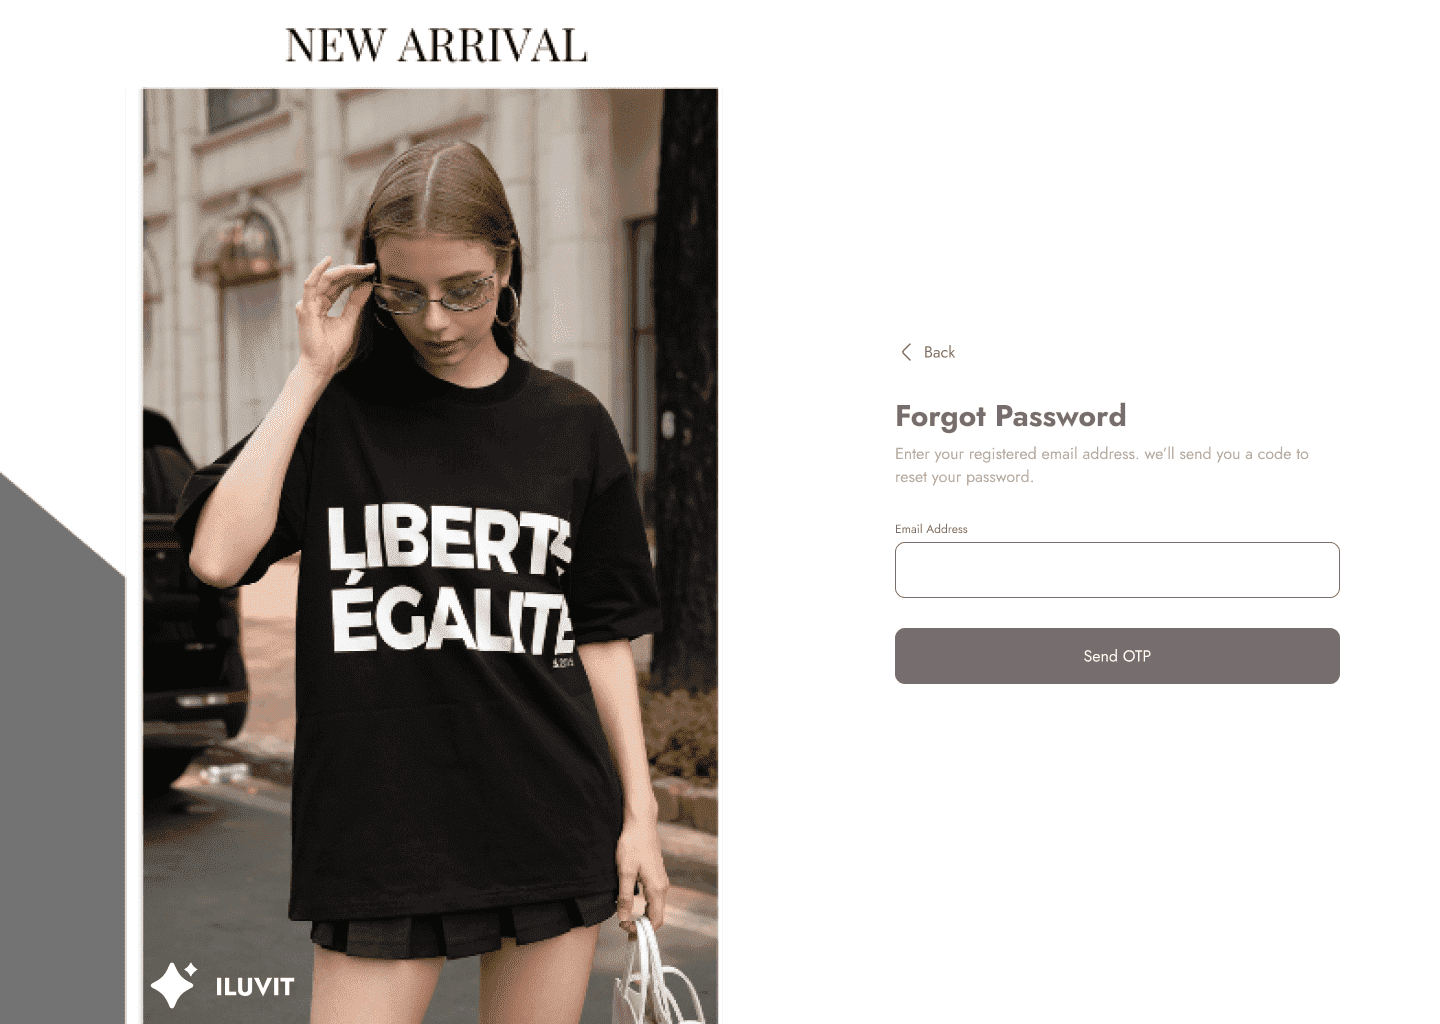 NEW ARRIVAL
LIBERTÉ
ÉGALITÉ
ILUVIT
Back
Forgot Password
Enter your registered email address. we'll send you a code to
reset your password.
Email Address
Send OTP